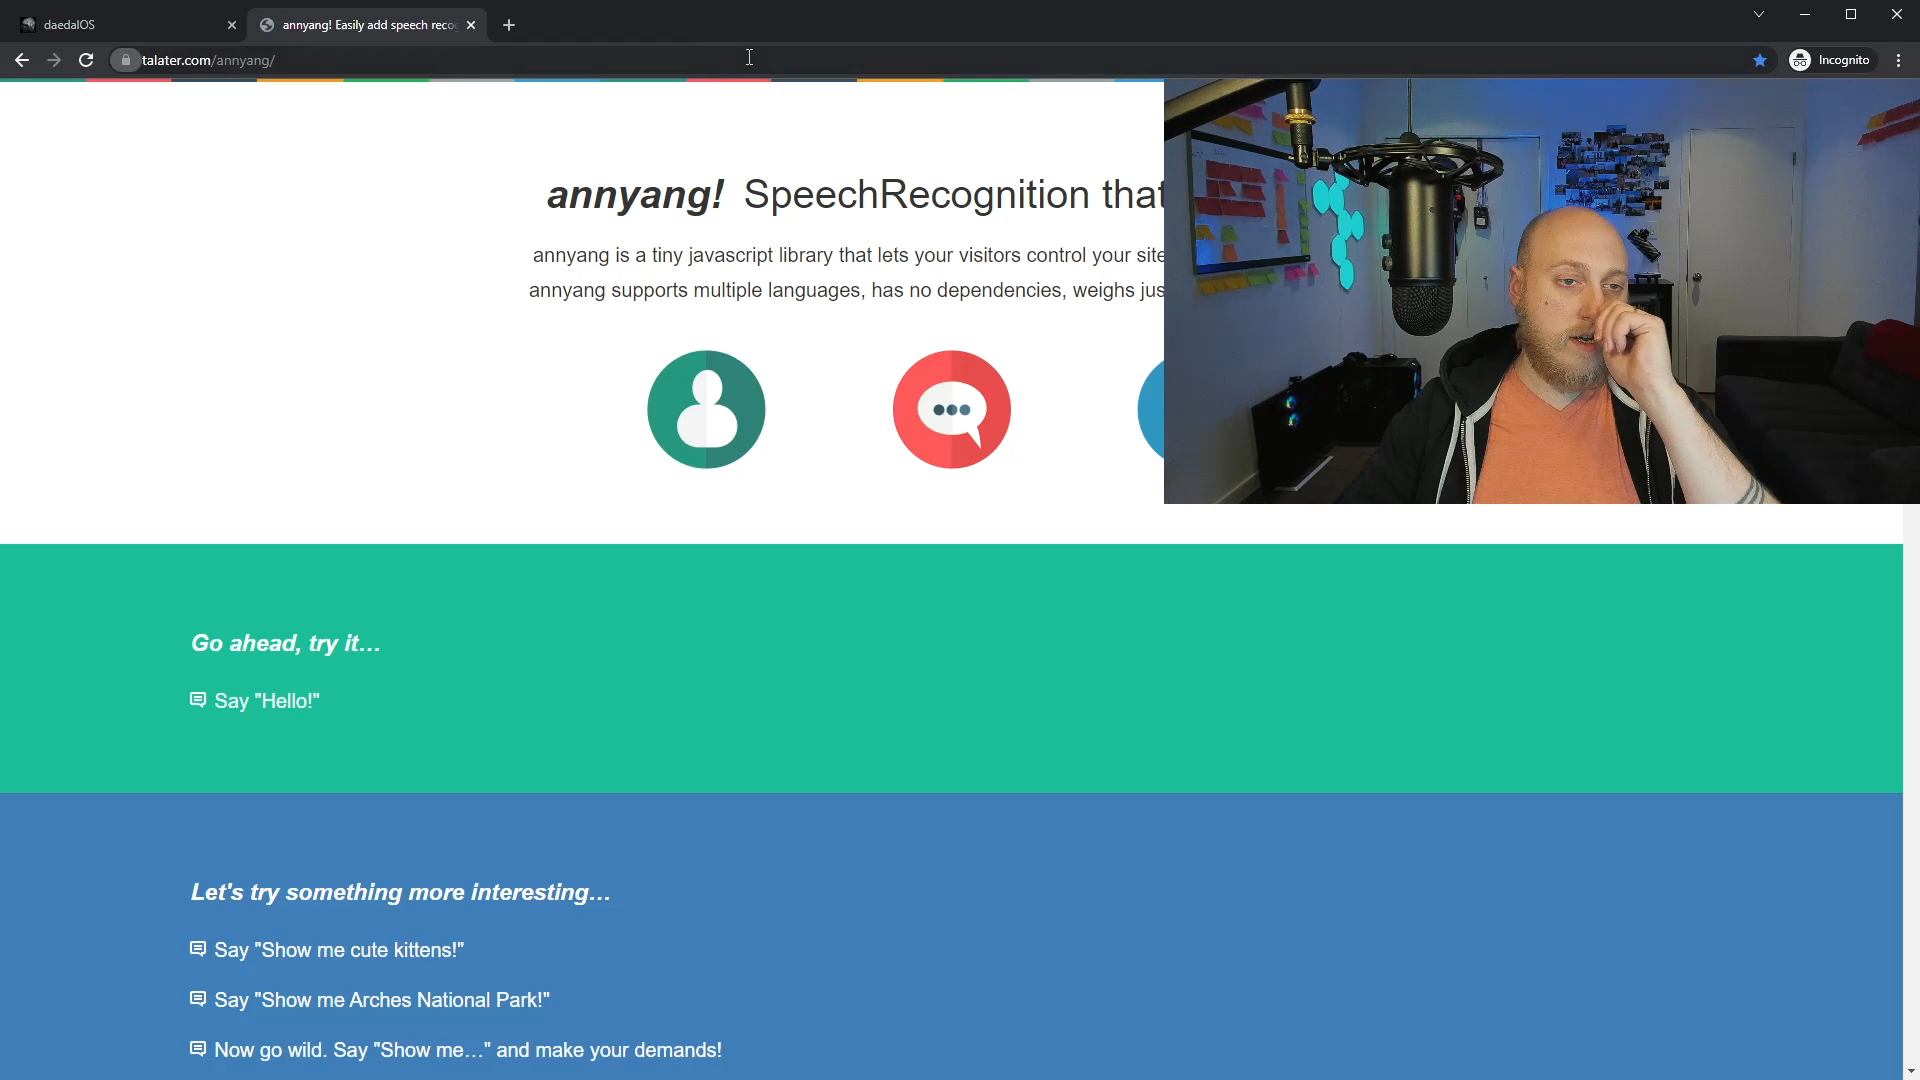 daedalOS
annyang! Easily add speech reco
talater.com/annyang/
Incognito
annyang! SpeechRecognition that
annyang is a tiny javascript library that lets your visitors control your site
annyang supports multiple languages, has no dependencies, weighs jus
Go ahead, try it…
Say "Hello!"
Let's try something more interesting…
Say "Show me cute kittens!"
Say "Show me Arches National Park!"
Now go wild. Say "Show me…" and make your demands!